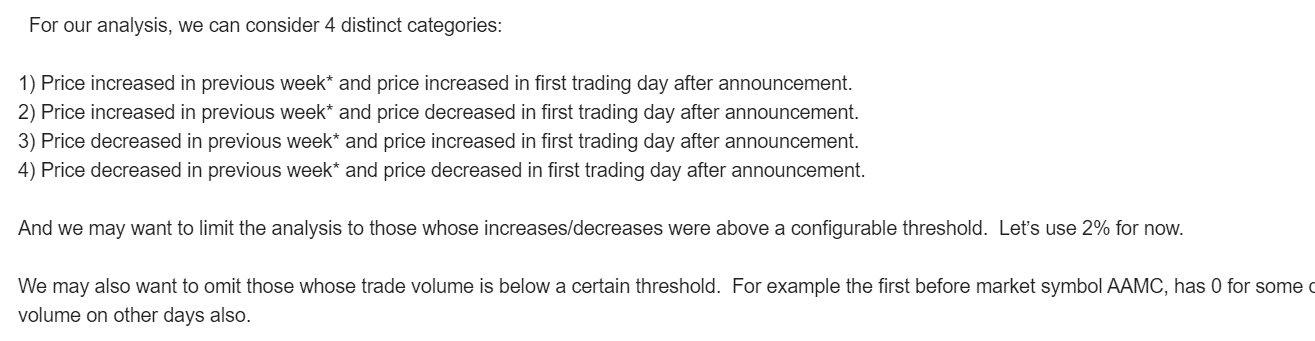 For our analysis, we can consider 4 distinct categories:
1) Price increased in previous week* and price increased in first trading day after announcement.
2) Price increased in previous week* and price decreased in first trading day after announcement.
3) Price decreased in previous week* and price increased in first trading day after announcement.
4) Price decreased in previous week* and price decreased in first trading day after announcement.
And we may want to limit the analysis to those whose increases/decreases were above a configurable threshold.  Let's use 2% for now.
We may also want to omit those whose trade volume is below a certain threshold.  For example the first before market symbol AAMC, has 0 for some
volume on other days also.